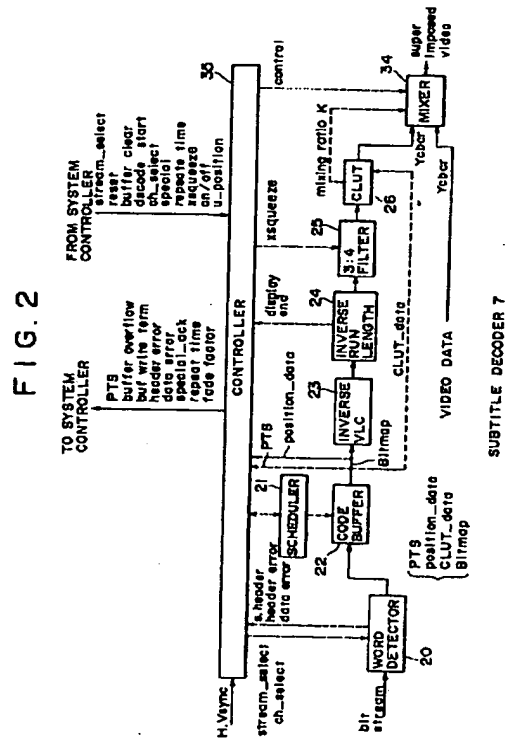 FIG. 2
TO SYSTEM
CONTROLLER
PTS
buffer overflow
buf write term
header error
data error
special_ack
repeat time
fade factor
FROM SYSTEM
CONTROLLER
stream_select
reset
buffer clear
decode start
ch_select
special
repeat time
xsqueeze
on/off
u_position
H.Vsync
CONTROLLER
35
stream_select
ch_select
s.header
header error
data error
21
SCHEDULER
PTS
position_data
display
end
xsqueeze
control
mixing ratio K
bit
stream
WORD
DETECTOR
20
CODE
BUFFER
22
Bitmap
INVERSE
VLC
23
INVERSE
RUN
LENGTH
24
3:4
FILTER
25
CLUT
26
MIXER
34
super
imposed
video
Ycbcr
Ycbcr
CLUT_data
VIDEO DATA
PTS
position_data
CLUT_data
Bitmap
SUBTITLE DECODER 7